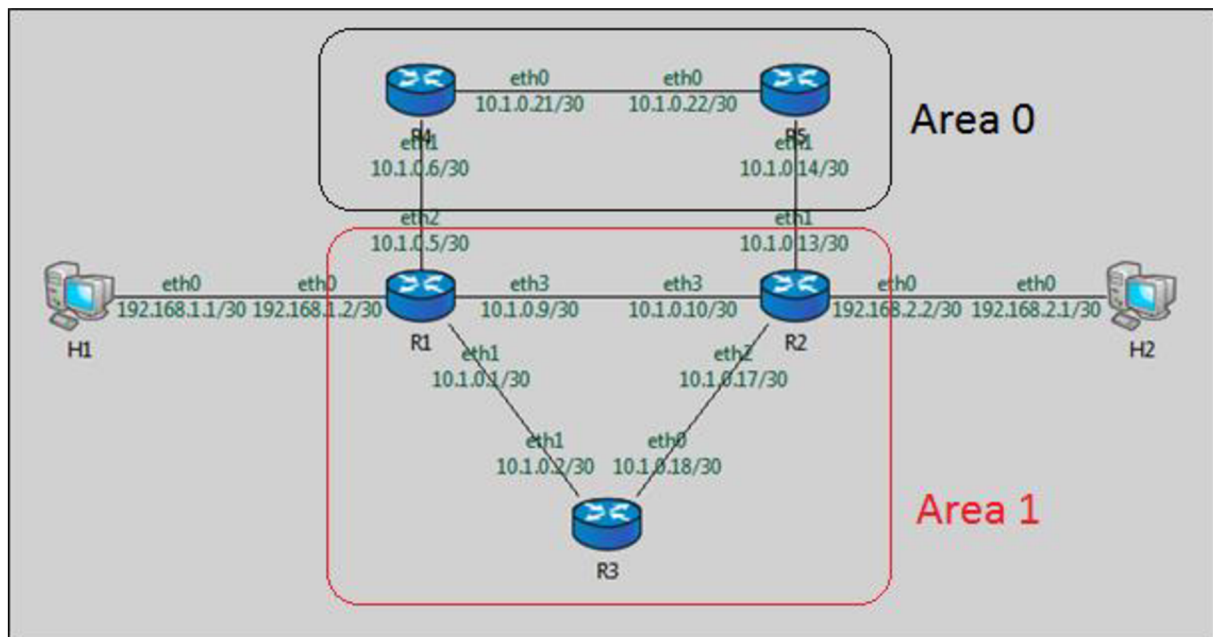 eth0
10.1.0.21/30
eth0
10.1.0.22/30
R4
eth1
10.1.0.6/30
R5
eth1
10.1.0.14/30
Area 0
eth2
10.1.0.5/30
eth1
10.1.0.13/30
eth0
192.168.1.1/30
eth0
192.168.1.2/30
eth3
10.1.0.9/30
eth3
10.1.0.10/30
eth0
192.168.2.2/30
eth0
192.168.2.1/30
H1
R1
R2
H2
eth1
10.1.0.1/30
eth2
10.1.0.17/30
eth1
10.1.0.2/30
eth0
10.1.0.18/30
Area 1
R3